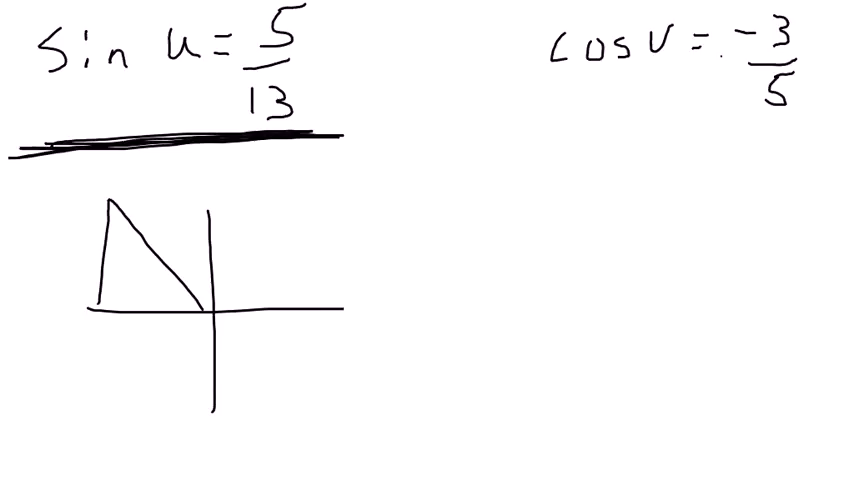 sin u = 5/13
cos v = -3/5